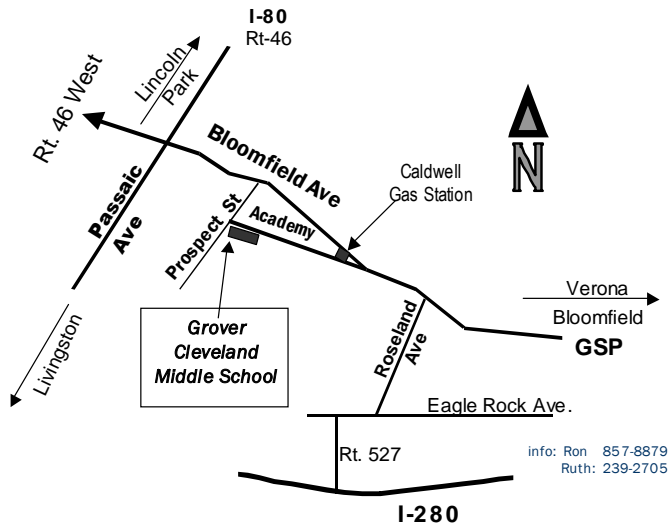 I-80
Rt-46
Lincoln
Park
Rt. 46 West
Bloomfield Ave
Caldwell
Gas Station
N
Passaic
Ave
Prospect St
Academy
Grover
Cleveland
Middle School
Verona
Bloomfield
GSP
Livingston
Roseland
Ave
Eagle Rock Ave.
Rt. 527
info: Ron 857-8879
Ruth: 239-2705
I-280